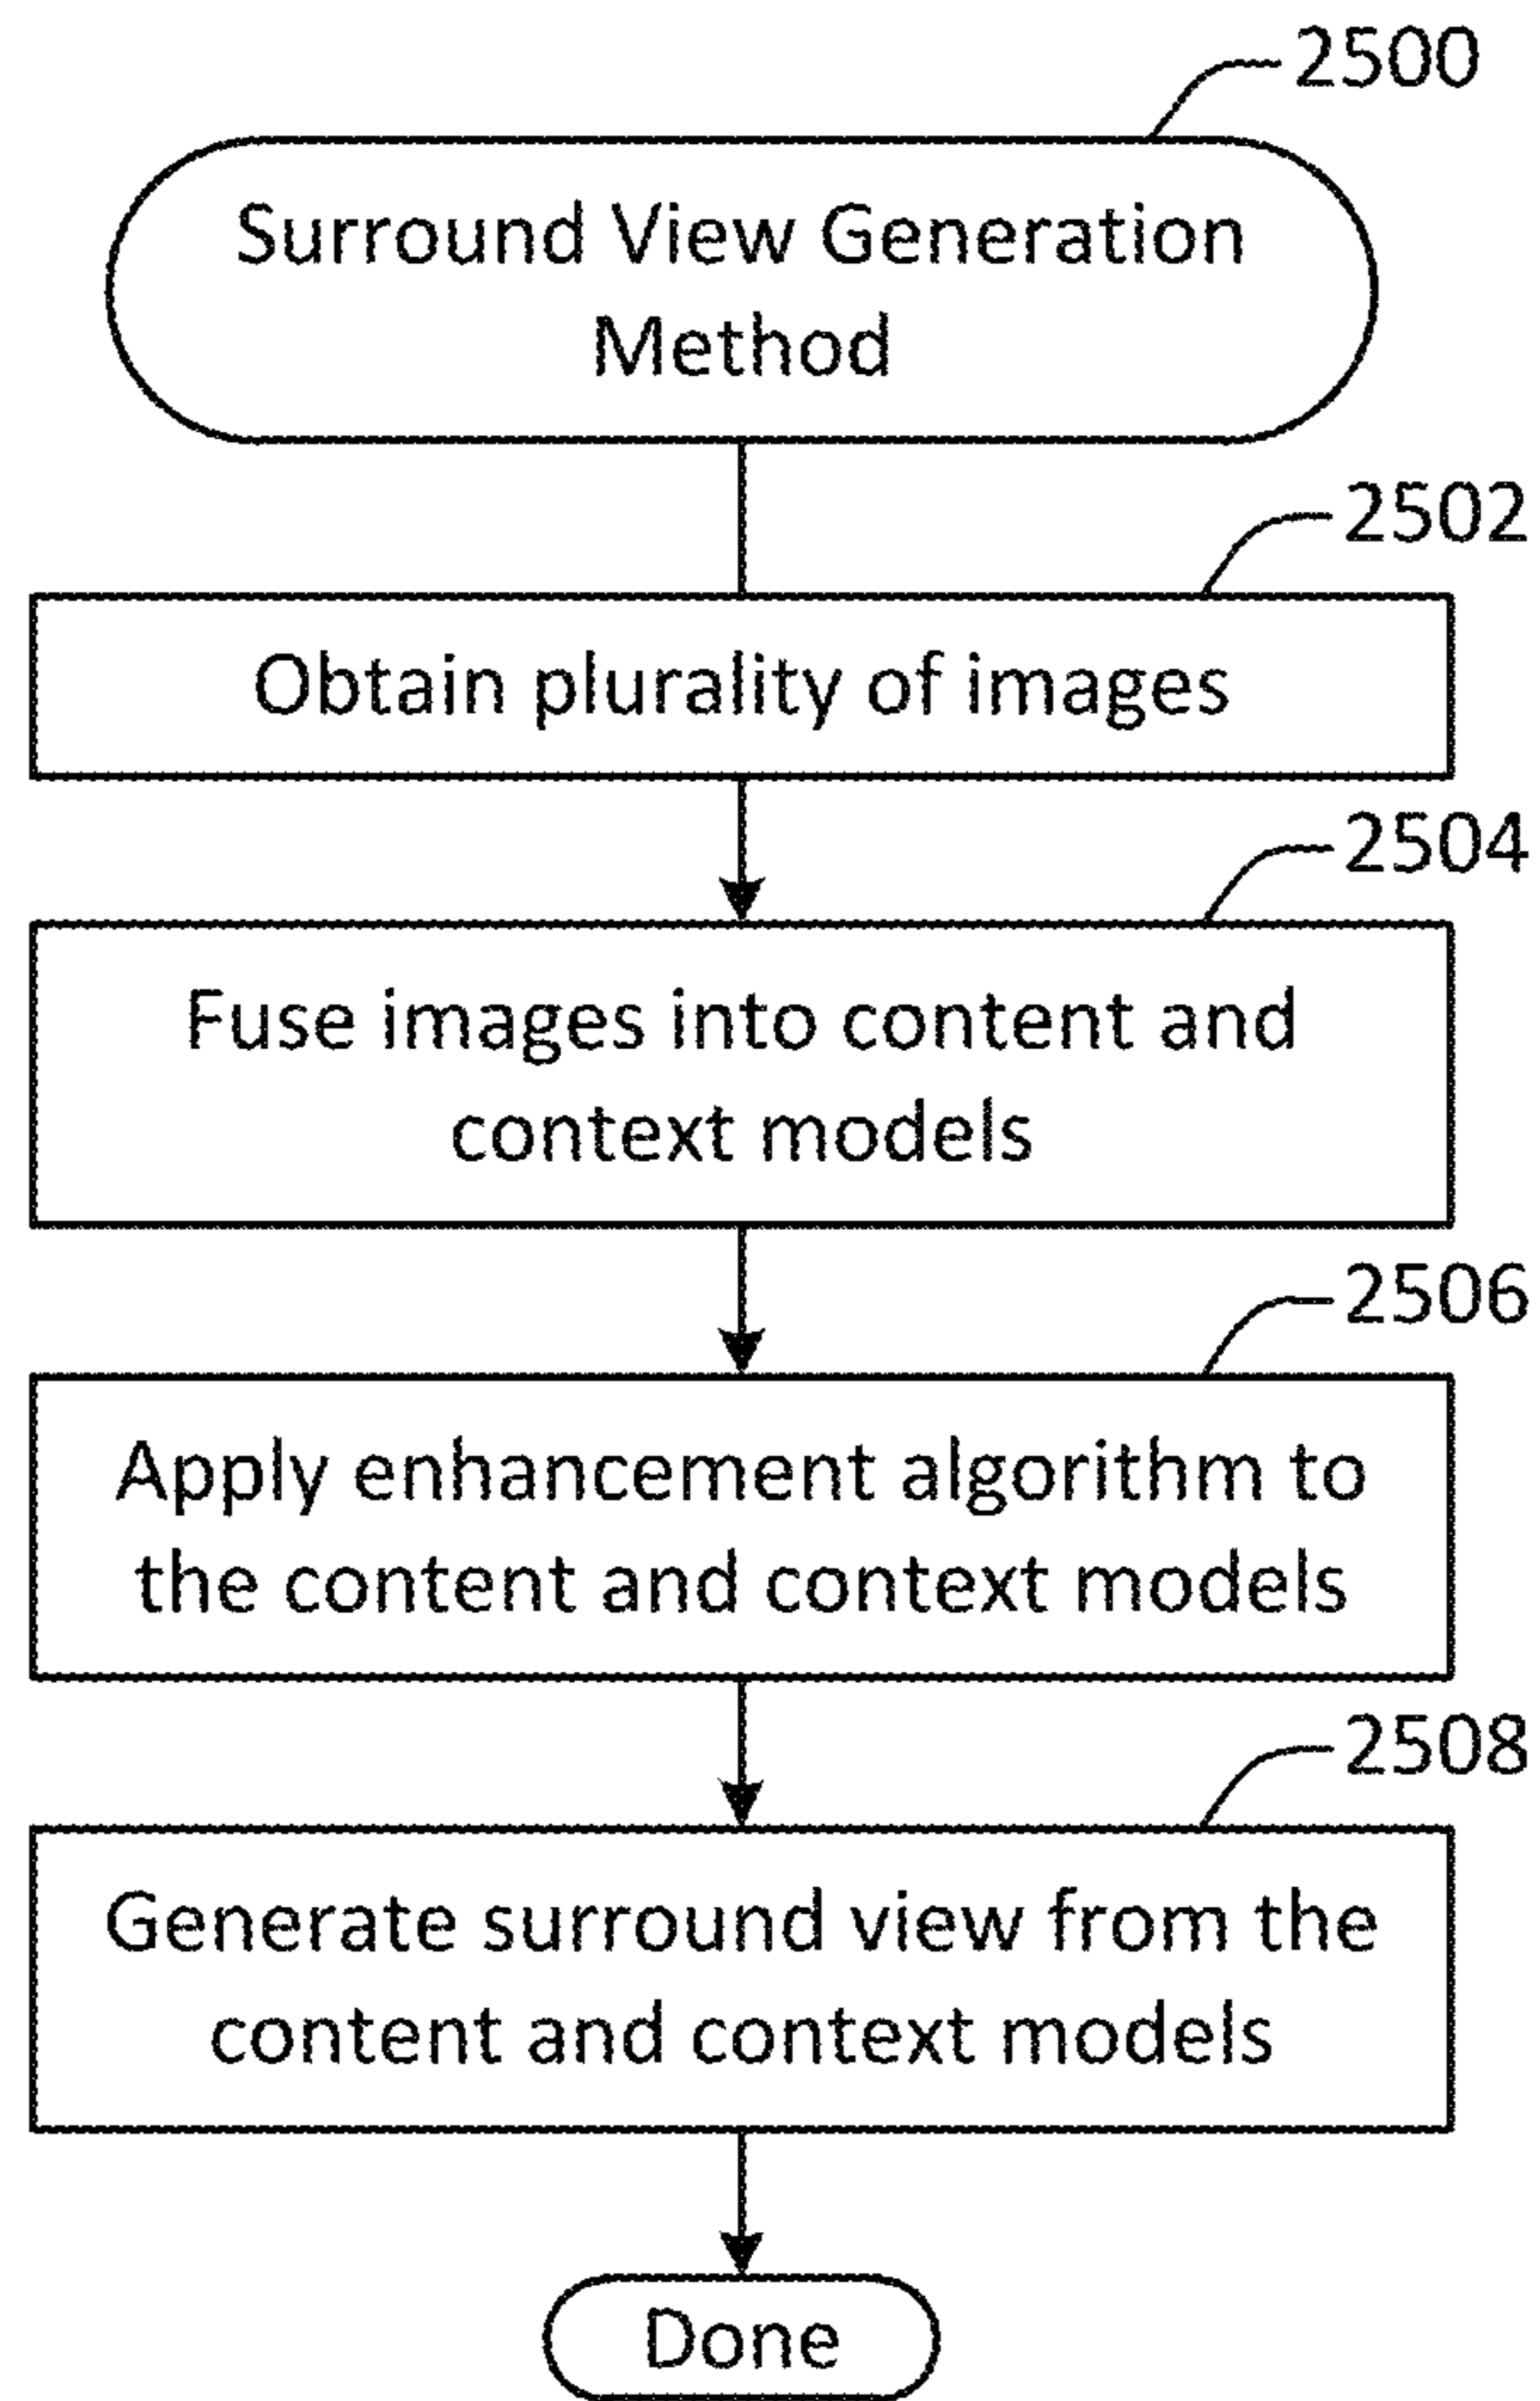 2500
Surround View Generation
Method
2502
Obtain plurality of images
2504
Fuse images into content and
context models
2506
Apply enhancement algorithm to
the content and context models
2508
Generate surround view from the
content and context models
Done